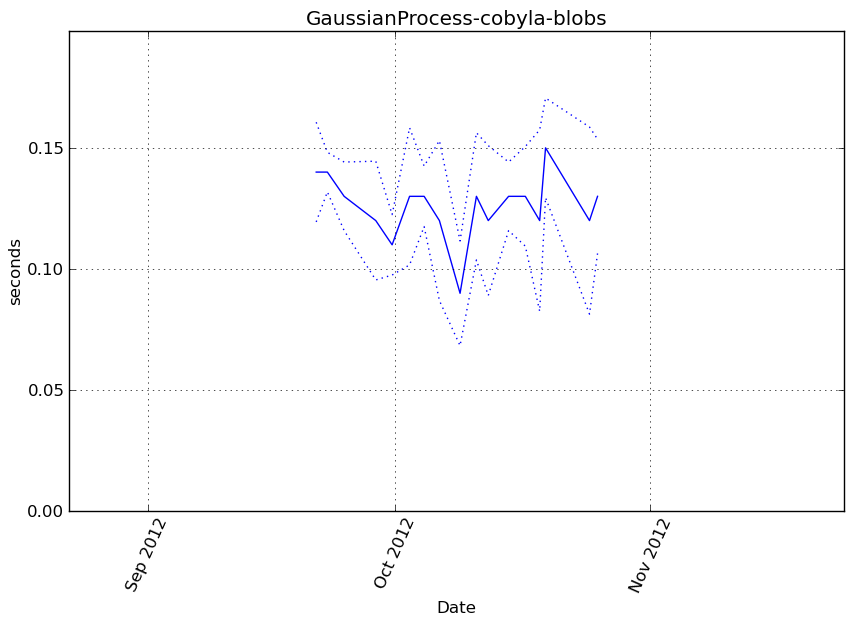 GaussianProcess-cobyla-blobs
seconds
0.15
0.10
0.05
0.00
Sep 2012
Oct 2012
Nov 2012
Date